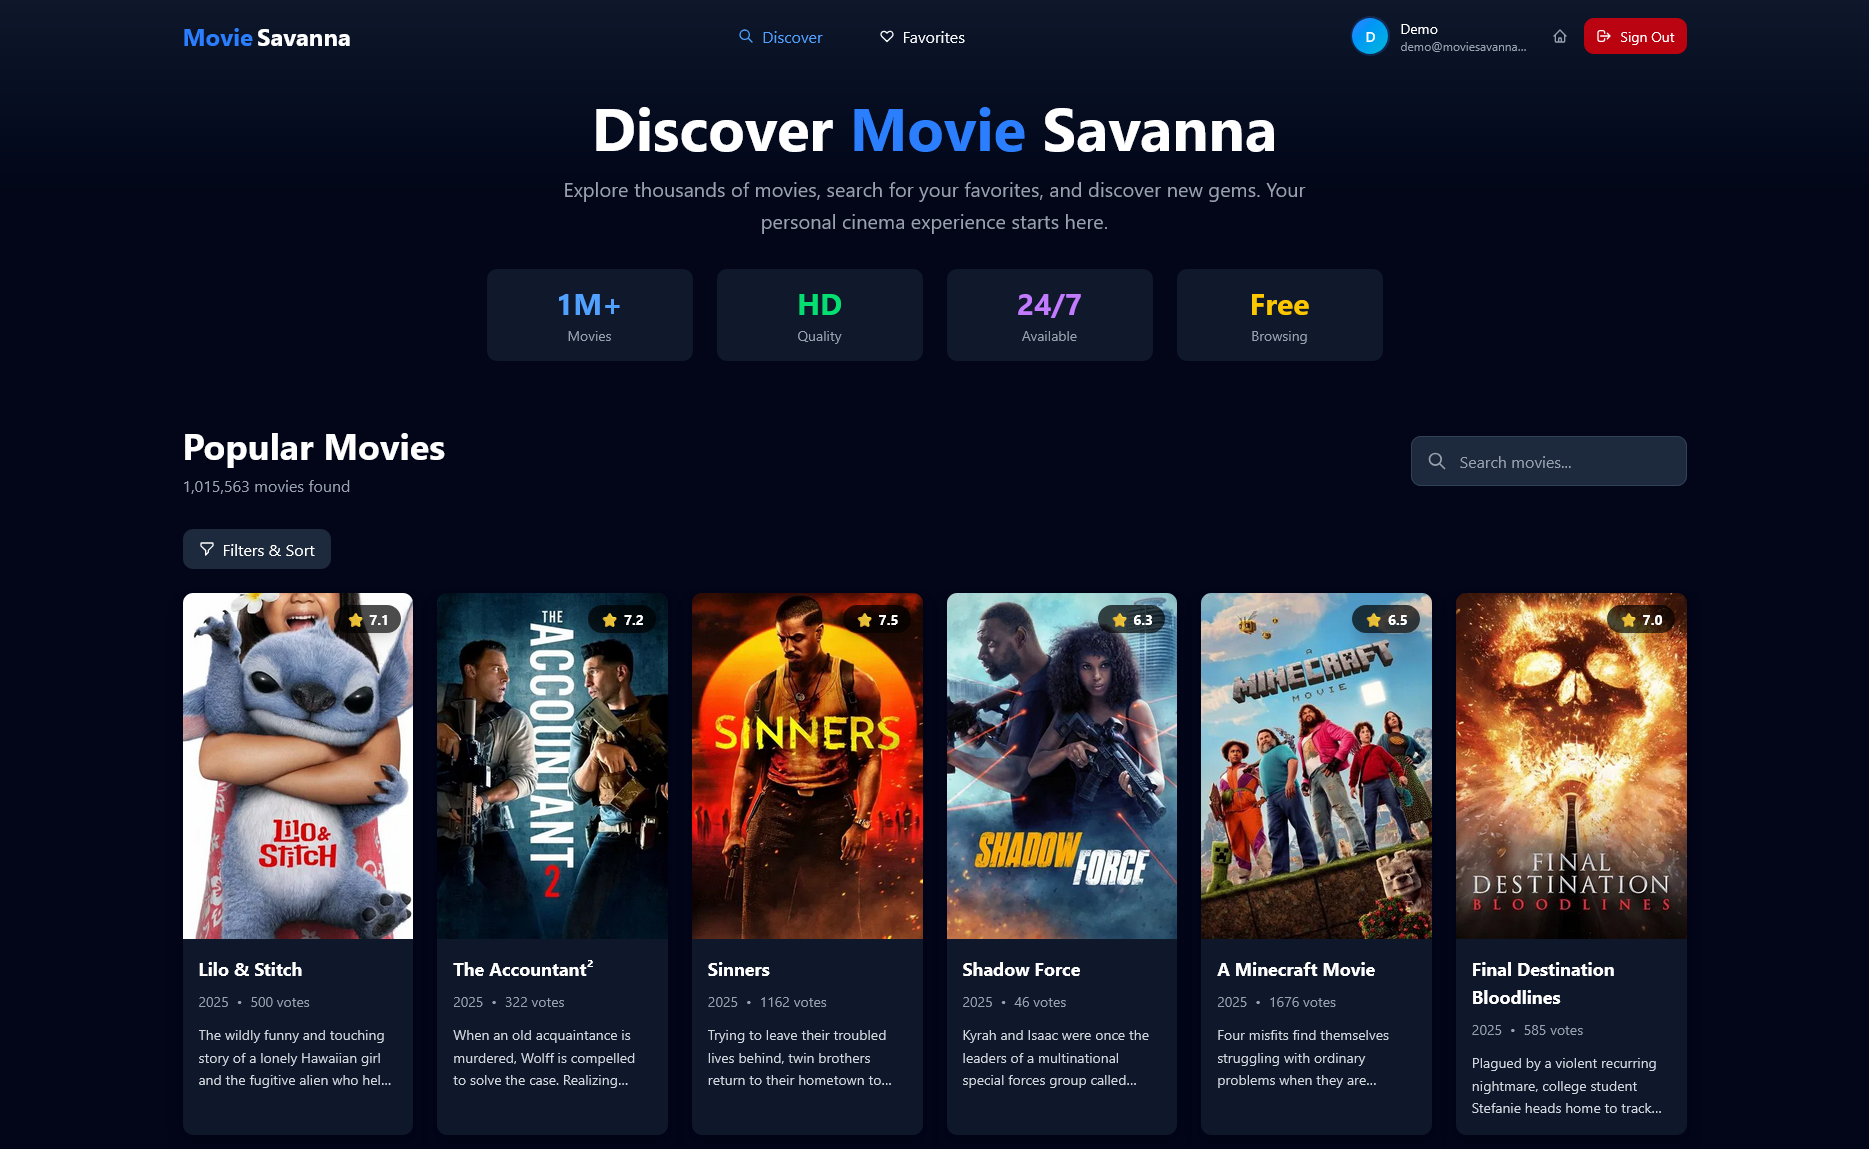 Movie Savanna
Discover
Favorites
D
Demo
demo@moviesavanna...
Sign Out
Discover Movie Savanna
Explore thousands of movies, search for your favorites, and discover new gems. Your
personal cinema experience starts here.
1M+
Movies
HD
Quality
24/7
Available
Free
Browsing
Popular Movies
1,015,563 movies found
Search movies...
Filters & Sort
7.1
LiLO &
STiTCH
Lilo & Stitch
2025 • 500 votes
The wildly funny and touching
story of a lonely Hawaiian girl
and the fugitive alien who hel...
7.2
THE
ACCOUNTANT
2
The Accountant²
2025 • 322 votes
When an old acquaintance is
murdered, Wolff is compelled
to solve the case. Realizing...
7.5
SINNERS
Sinners
2025 • 1162 votes
Trying to leave their troubled
lives behind, twin brothers
return to their hometown to...
6.3
SHADOW
FORCE
Shadow Force
2025 • 46 votes
Kyrah and Isaac were once the
leaders of a multinational
special forces group called...
6.5
A
MINECRAFT
MOVIE
A Minecraft Movie
2025 • 1676 votes
Four misfits find themselves
struggling with ordinary
problems when they are...
7.0
FINAL
DESTINATION
BLOODLINES
Final Destination
Bloodlines
2025 • 585 votes
Plagued by a violent recurring
nightmare, college student
Stefanie heads home to track...